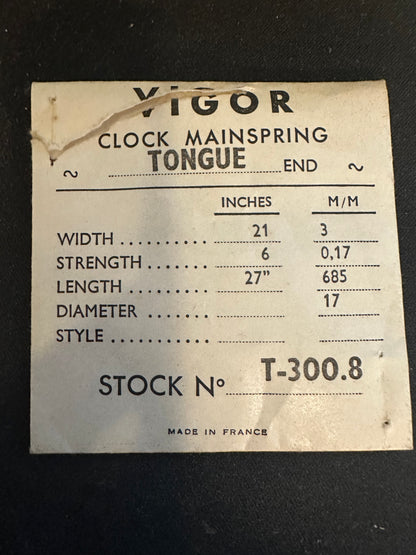 VIGOR
CLOCK MAINSPRING
~ TONGUE END ~
INCHES M/M
WIDTH .......... 21 3
STRENGTH ....... 6 0,17
LENGTH ......... 27" 685
DIAMETER ....... 17
STYLE ..........
STOCK Nº T-300.8
MADE IN FRANCE